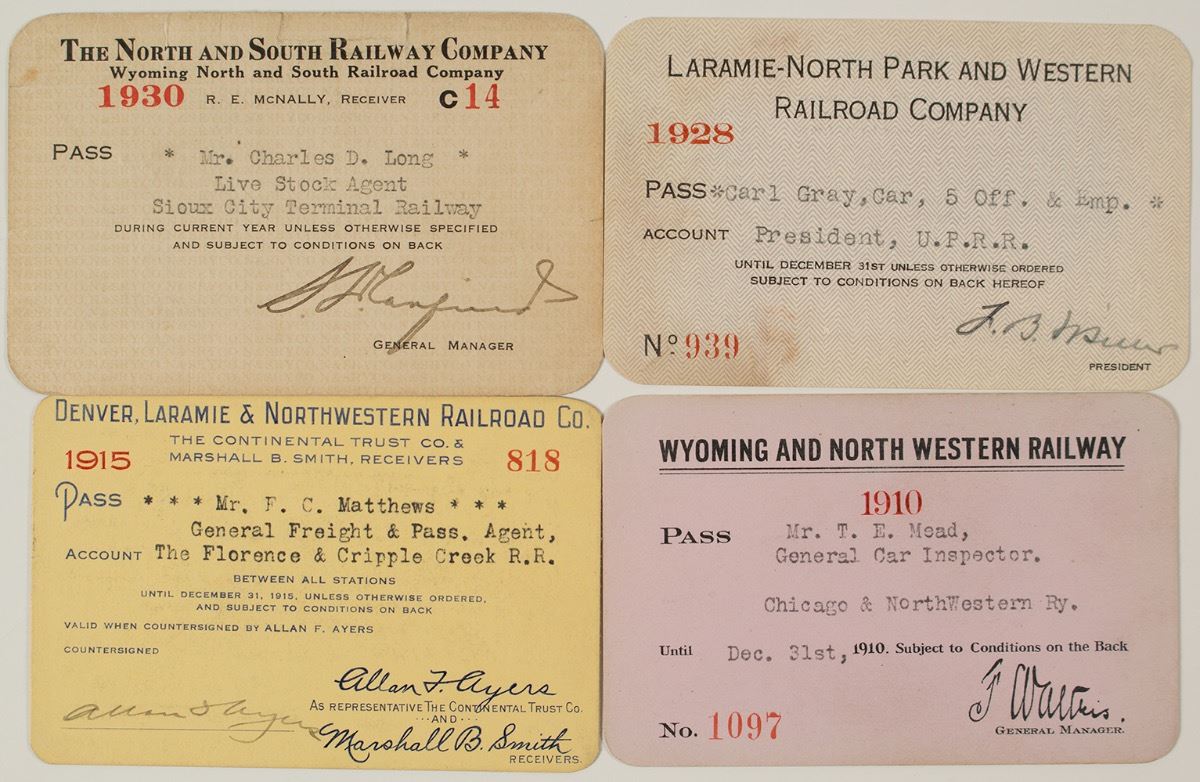 THE NORTH AND SOUTH RAILWAY COMPANY
Wyoming North and South Railroad Company
1930 R. E. McNALLY, RECEIVER C 14
PASS * Mr. Charles D. Long *
Live Stock Agent
Sioux City Terminal Railway
DURING CURRENT YEAR UNLESS OTHERWISE SPECIFIED
AND SUBJECT TO CONDITIONS ON BACK
GENERAL MANAGER
LARAMIE-NORTH PARK AND WESTERN
RAILROAD COMPANY
1928
PASS *Carl Gray, Car, 5 Off. & Emp. *
ACCOUNT President, U.P.R.R.
UNTIL DECEMBER 31ST UNLESS OTHERWISE ORDERED
SUBJECT TO CONDITIONS ON BACK HEREOF
No 939
PRESIDENT
DENVER, LARAMIE & NORTHWESTERN RAILROAD CO.
THE CONTINENTAL TRUST CO. &
1915 MARSHALL B. SMITH, RECEIVERS 818
PASS * * * Mr. F. C. Matthews * * *
General Freight & Pass. Agent,
ACCOUNT The Florence & Cripple Creek R.R.
BETWEEN ALL STATIONS
UNTIL DECEMBER 31, 1915, UNLESS OTHERWISE ORDERED,
AND SUBJECT TO CONDITIONS ON BACK
VALID WHEN COUNTERSIGNED BY ALLAN F. AYERS
COUNTERSIGNED
Allan F. Ayers
Allan F. Ayers
AS REPRESENTATIVE THE CONTINENTAL TRUST CO.
...AND...
Marshall B. Smith
RECEIVERS.
WYOMING AND NORTH WESTERN RAILWAY
1910
PASS Mr. T. E. Mead,
General Car Inspector.
Chicago & NorthWestern Ry.
Until Dec. 31st, 1910. Subject to Conditions on the Back
F Walters.
No. 1097
GENERAL MANAGER.